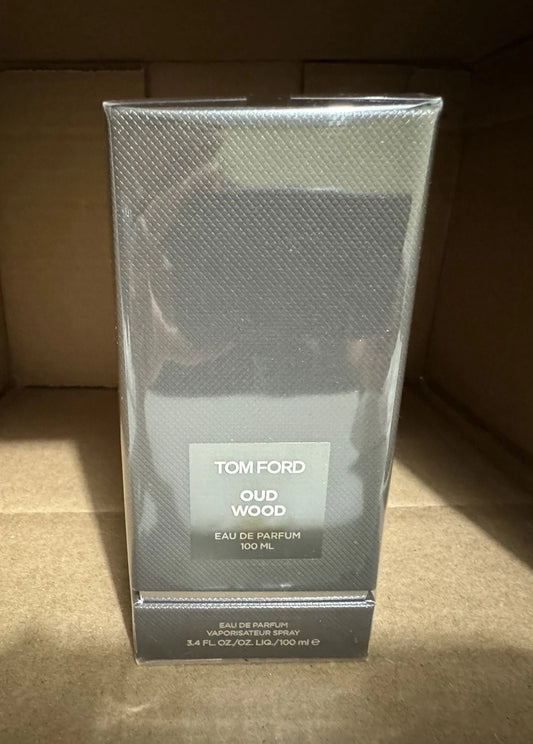 TOM FORD
OUD
WOOD
EAU DE PARFUM
100 ML
EAU DE PARFUM
VAPORISATEUR SPRAY
3.4 FL. OZ./OZ. LIQ./100 ml ℮